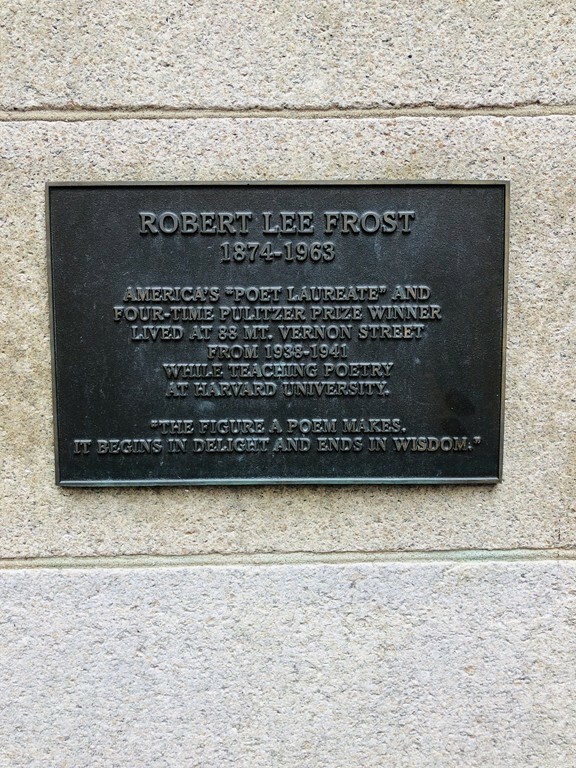 ROBERT LEE FROST
1874-1963
AMERICA'S "POET LAUREATE" AND
FOUR-TIME PULITZER PRIZE WINNER
LIVED AT 88 MT. VERNON STREET
FROM 1938-1941
WHILE TEACHING POETRY
AT HARVARD UNIVERSITY.
"THE FIGURE A POEM MAKES.
IT BEGINS IN DELIGHT AND ENDS IN WISDOM."